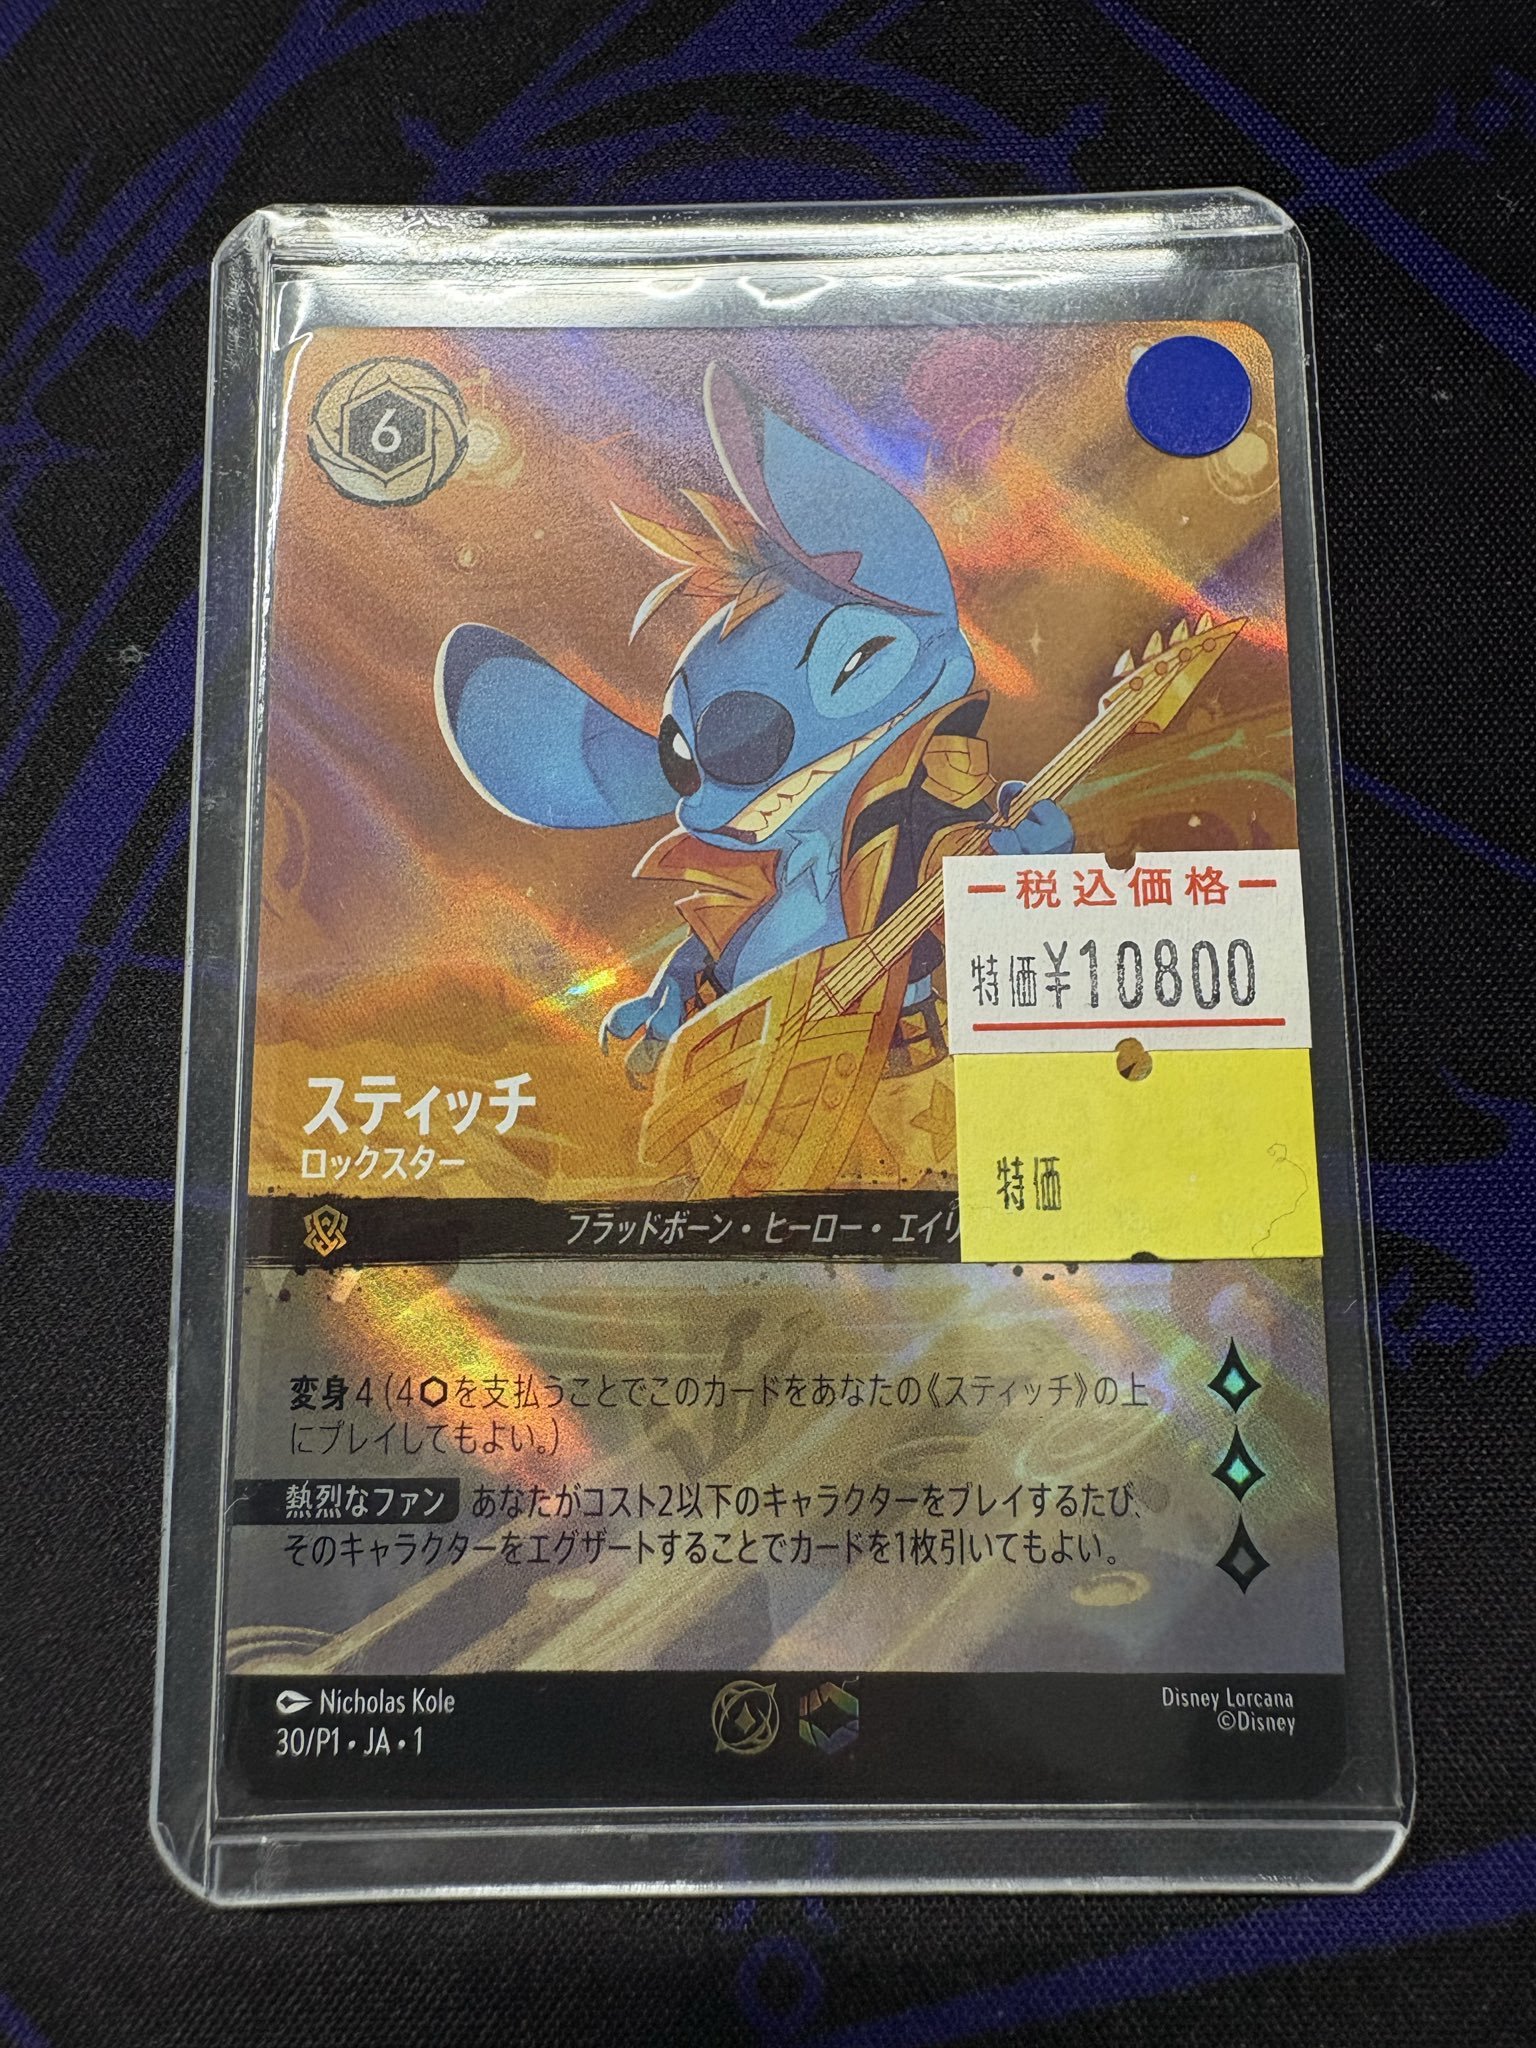 6
税込価格
特価¥10800
特価
スティッチ
ロックスター
フラッドボーン・ヒーロー・エイリ
変身 4 (4⬡を支払うことでこのカードをあなたの《スティッチ》の上
にプレイしてもよい。)
熱烈なファン あなたがコスト2以下のキャラクターをプレイするたび、
そのキャラクターをエグザートすることでカードを1枚引いてもよい。
Nicholas Kole
30/P1・JA・1
Disney Lorcana
©Disney